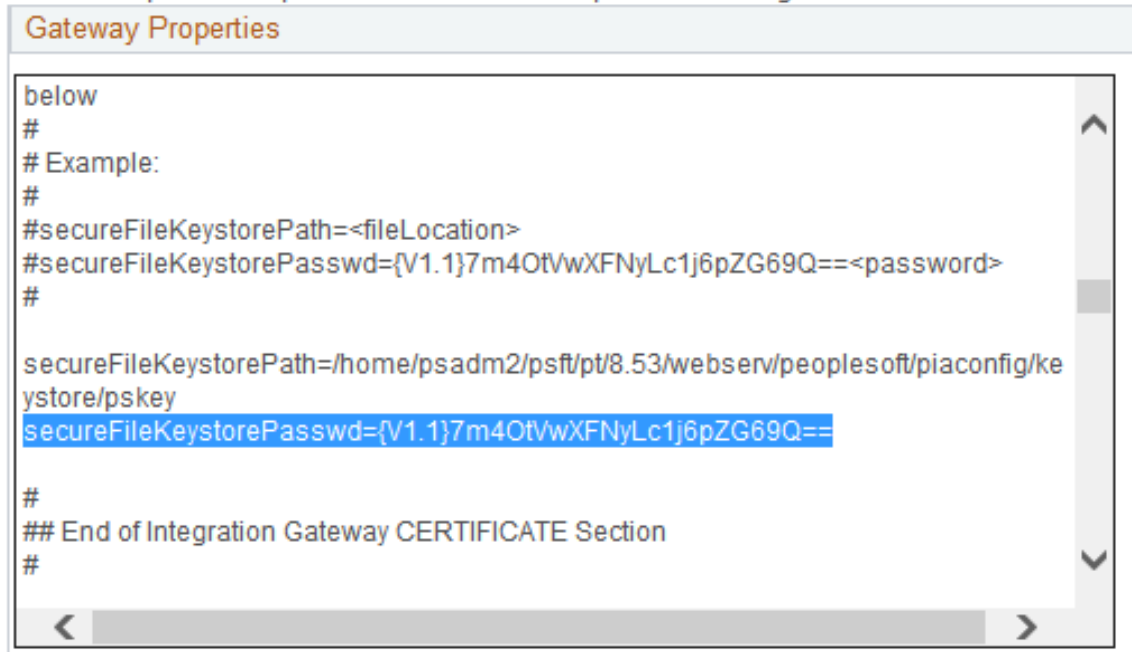 Gateway Properties
below
#
# Example:
#
#secureFileKeystorePath=<fileLocation>
#secureFileKeystorePasswd={V1.1}7m4OtVwXFNyLc1j6pZG69Q==<password>
#
secureFileKeystorePath=/home/psadm2/psft/pt/8.53/webserv/peoplesoft/piaconfig/ke
ystore/pskey
secureFileKeystorePasswd={V1.1}7m4OtVwXFNyLc1j6pZG69Q==
#
## End of Integration Gateway CERTIFICATE Section
#